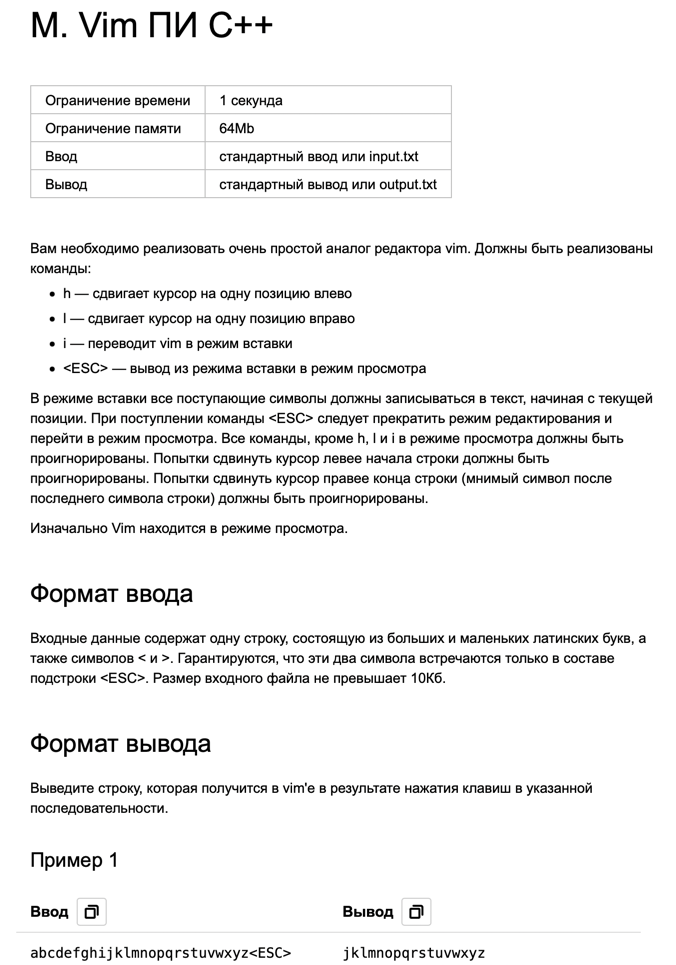 M. Vim ПИ C++
Ограничение времени 1 секунда
Ограничение памяти 64Mb
Ввод стандартный ввод или input.txt
Вывод стандартный вывод или output.txt
Вам необходимо реализовать очень простой аналог редактора vim. Должны быть реализованы
команды:
• h — сдвигает курсор на одну позицию влево
• l — сдвигает курсор на одну позицию вправо
• i — переводит vim в режим вставки
• <ESC> — вывод из режима вставки в режим просмотра
В режиме вставки все поступающие символы должны записываться в текст, начиная с текущей
позиции. При поступлении команды <ESC> следует прекратить режим редактирования и
перейти в режим просмотра. Все команды, кроме h, l и i в режиме просмотра должны быть
проигнорированы. Попытки сдвинуть курсор левее начала строки должны быть
проигнорированы. Попытки сдвинуть курсор правее конца строки (мнимый символ после
последнего символа строки) должны быть проигнорированы.
Изначально Vim находится в режиме просмотра.
Формат ввода
Входные данные содержат одну строку, состоящую из больших и маленьких латинских букв, а
также символов < и >. Гарантируются, что эти два символа встречаются только в составе
подстроки <ESC>. Размер входного файла не превышает 10Кб.
Формат вывода
Выведите строку, которая получится в vim'е в результате нажатия клавиш в указанной
последовательности.
Пример 1
Ввод Вывод
abcdefghijklmnopqrstuvwxyz<ESC> jklmnopqrstuvwxyz